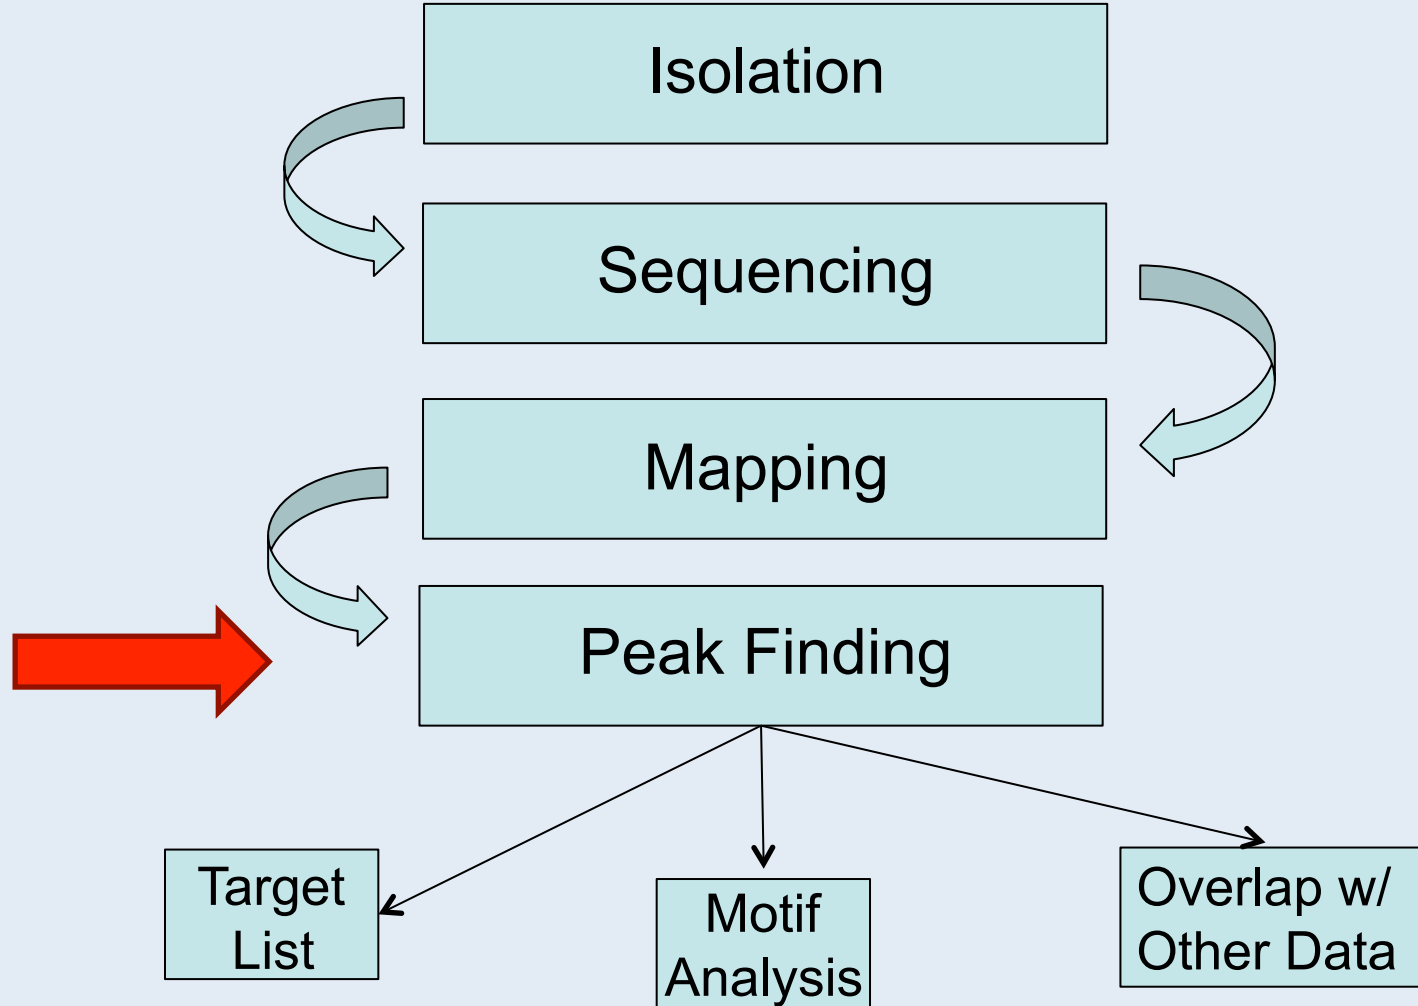 Isolation
Sequencing
Mapping
Peak Finding
Target
List
Motif
Analysis
Overlap w/
Other Data